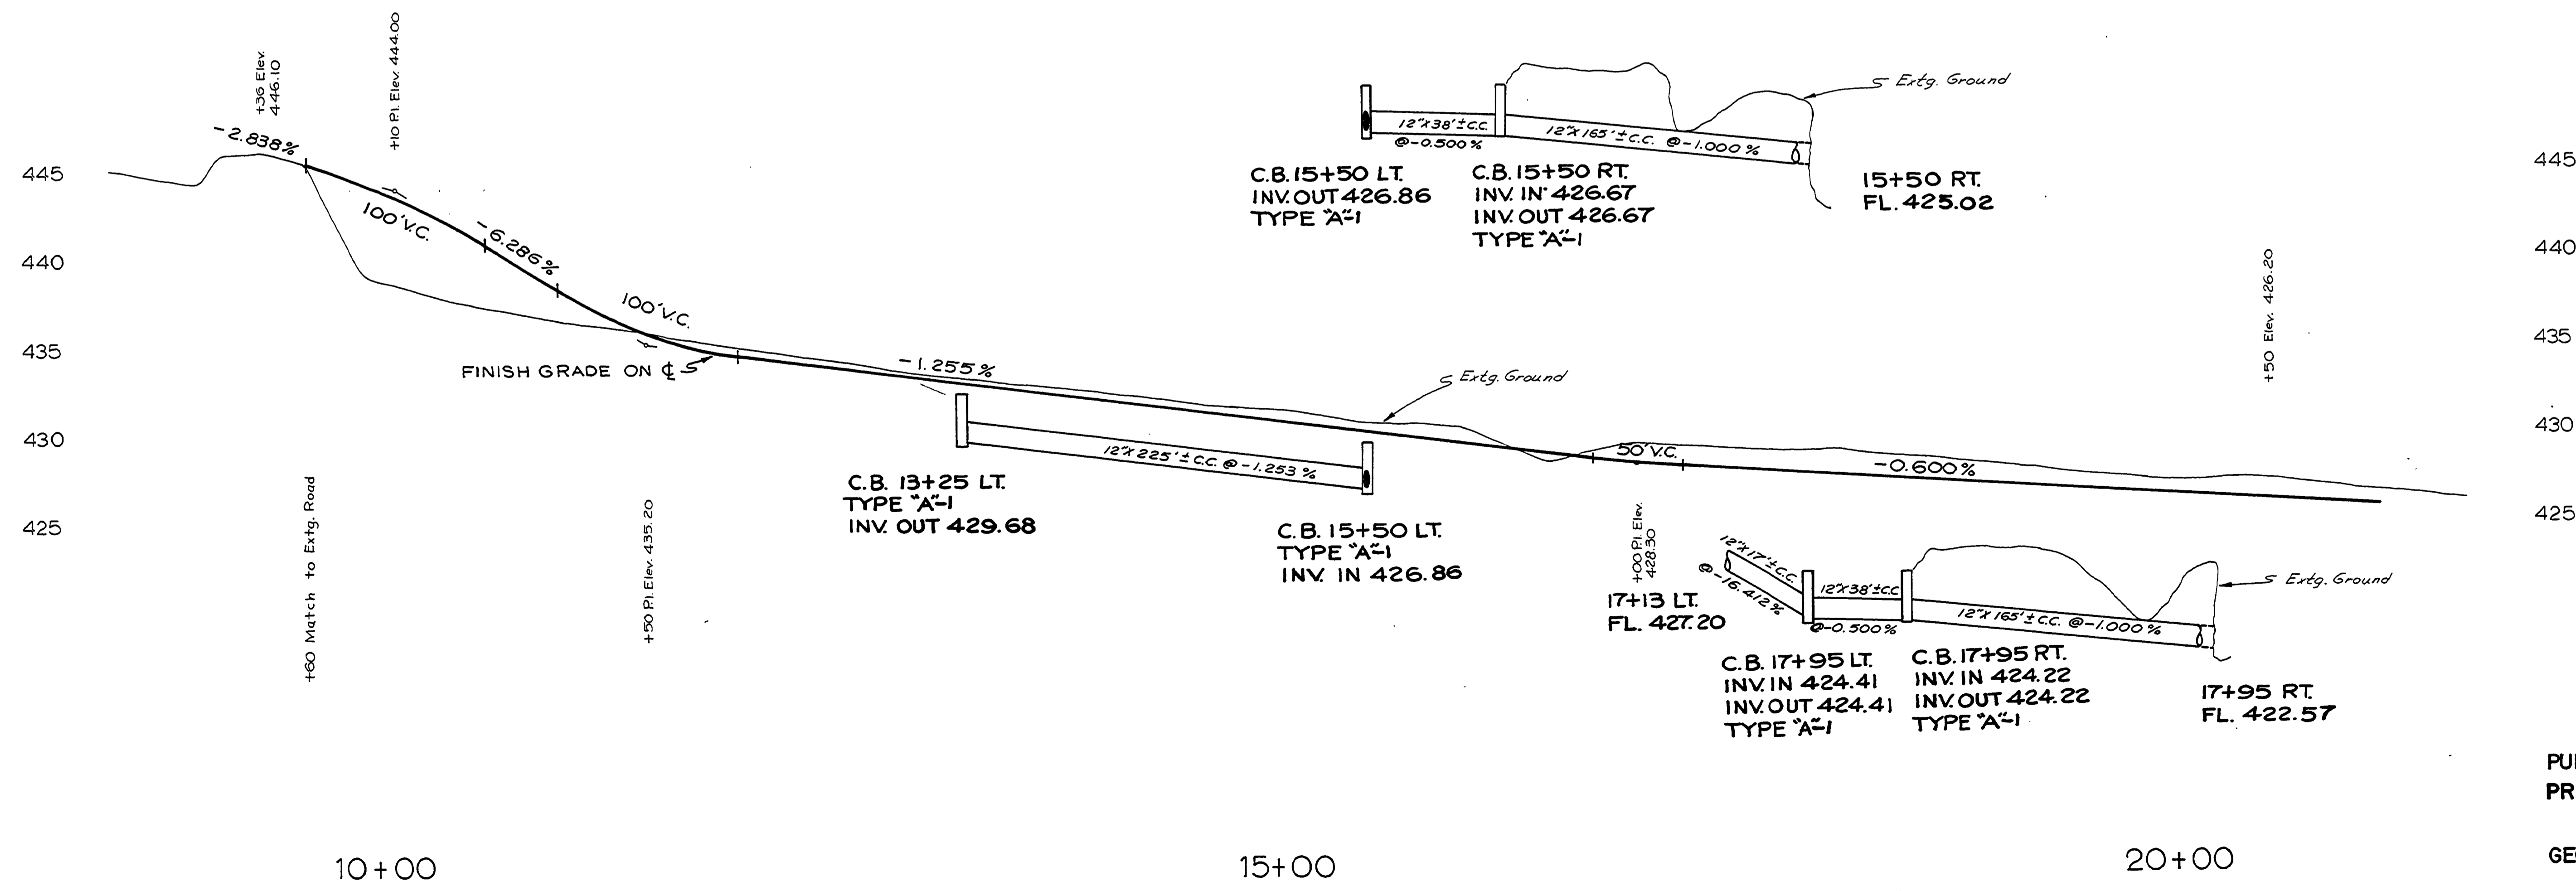 +36 Elev.
446.10
+10 P.I. Elev. 444.00
-2.838%
100' V.C.
-6.286%
100' V.C.
FINISH GRADE ON ℄
-1.255%
Extg. Ground
50' V.C.
-0.600%
+50 Elev. 426.20
445
440
435
430
425
445
440
435
430
425
12"X38'± C.C.
@-0.500%
12"X165'± C.C. @-1.000%
Extg. Ground
C.B. 15+50 LT.
INV. OUT 426.86
TYPE "A"-1
C.B. 15+50 RT.
INV. IN 426.67
INV. OUT 426.67
TYPE "A"-1
15+50 RT.
FL. 425.02
12"X225'± C.C. @-1.253%
C.B. 13+25 LT.
TYPE "A"-1
INV. OUT 429.68
C.B. 15+50 LT.
TYPE "A"-1
INV. IN 426.86
+60 Match to Extg. Road
+50 P.I. Elev. 435.20
+00 P.I. Elev.
428.30
17+13 LT.
FL. 427.20
12"X17'± C.C.
@-16.412%
12"X38'± C.C.
@-0.500%
12"X165'± C.C. @-1.000%
Extg. Ground
C.B. 17+95 LT.
INV. IN 424.41
INV. OUT 424.41
TYPE "A"-1
C.B. 17+95 RT.
INV. IN 424.22
INV. OUT 424.22
TYPE "A"-1
17+95 RT.
FL. 422.57
10+00
15+00
20+00